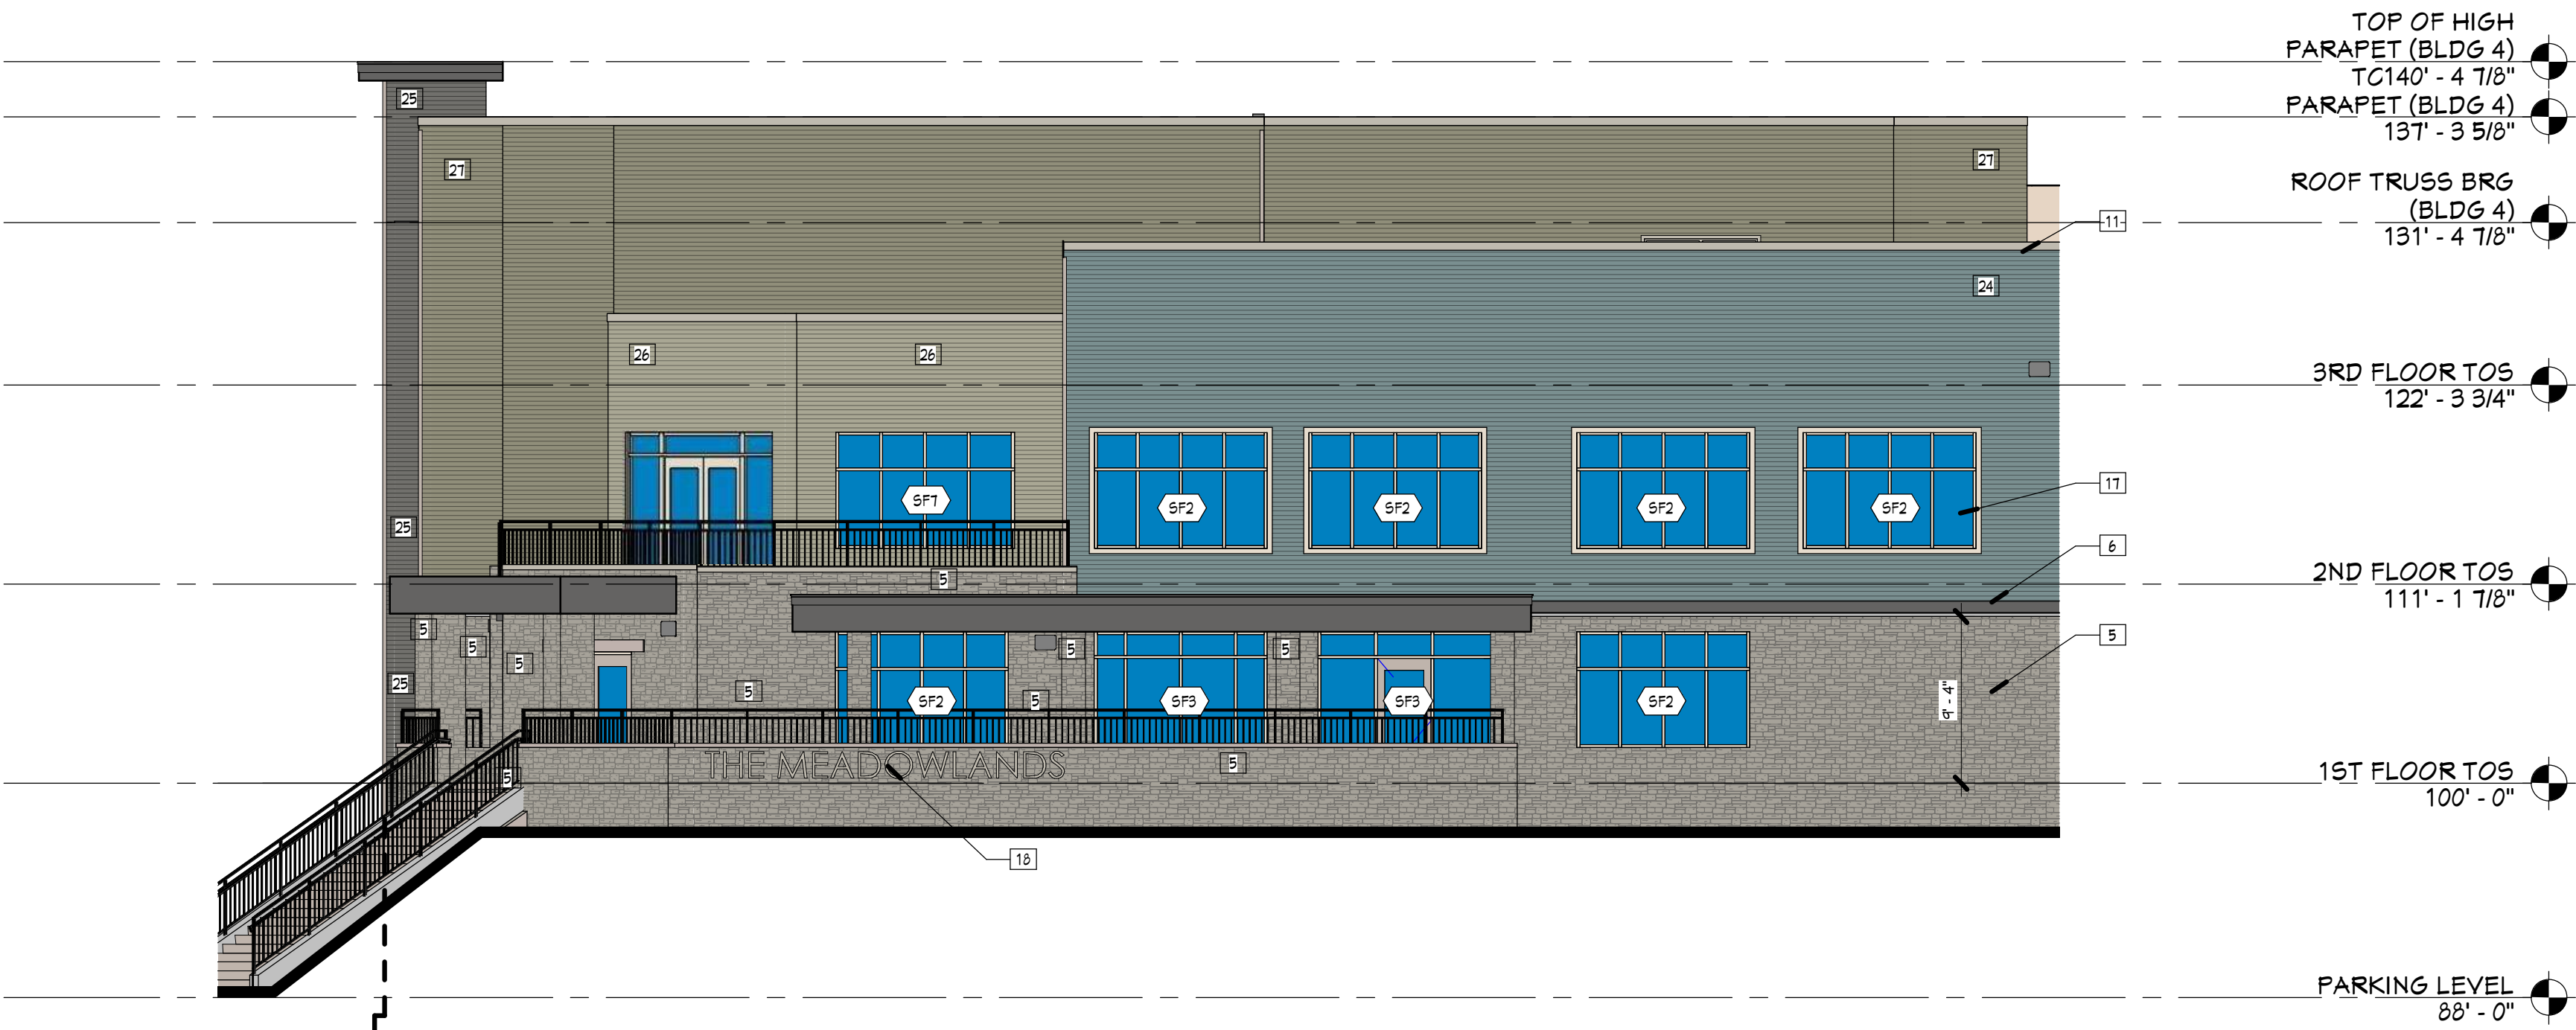 TOP OF HIGH
PARAPET (BLDG 4)
TC140' - 4 7/8"
PARAPET (BLDG 4)
137' - 3 5/8"
ROOF TRUSS BRG
(BLDG 4)
131' - 4 7/8"
3RD FLOOR TOS
122' - 3 3/4"
2ND FLOOR TOS
111' - 1 7/8"
1ST FLOOR TOS
100' - 0"
PARKING LEVEL
88' - 0"
25
27
27
11
24
26
26
17
SF7
SF2
SF2
SF2
SF2
25
6
5
5
5
5
5
5
5
25
5
5
SF2
SF3
SF3
SF2
9' - 4"
THE MEADOWLANDS
5
5
18